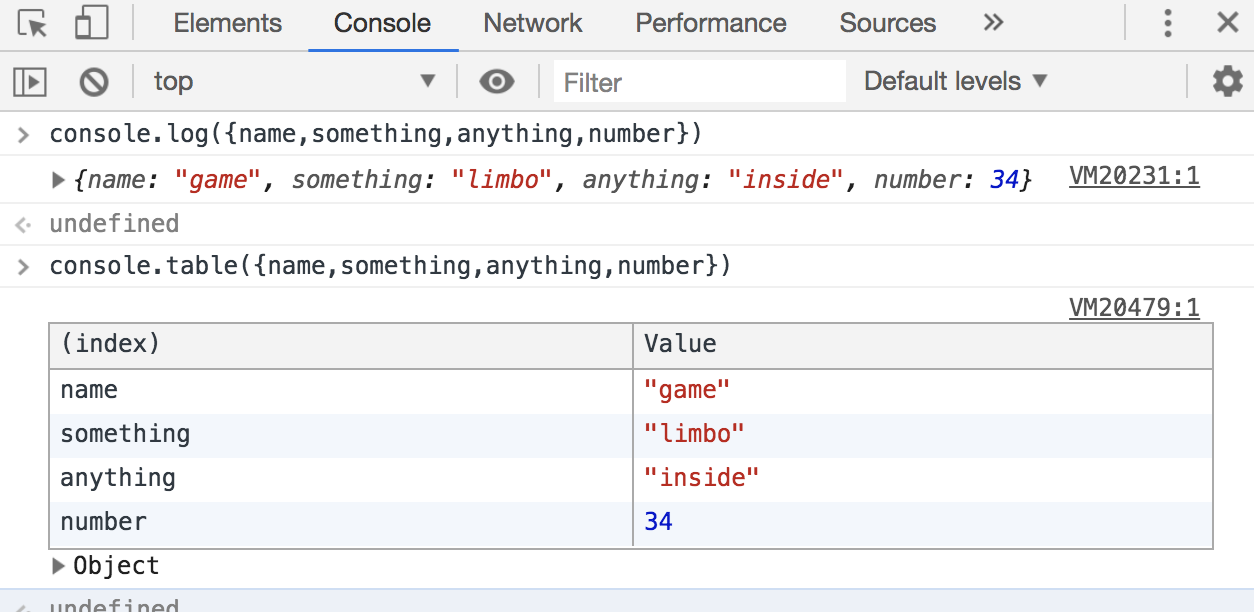 Elements Console Network Performance Sources »
top ▼ Filter Default levels ▼
> console.log({name,something,anything,number})
▶ {name: "game", something: "limbo", anything: "inside", number: 34} VM20231:1
undefined
> console.table({name,something,anything,number})
VM20479:1
(index) Value
name "game"
something "limbo"
anything "inside"
number 34
▶ Object
undefined